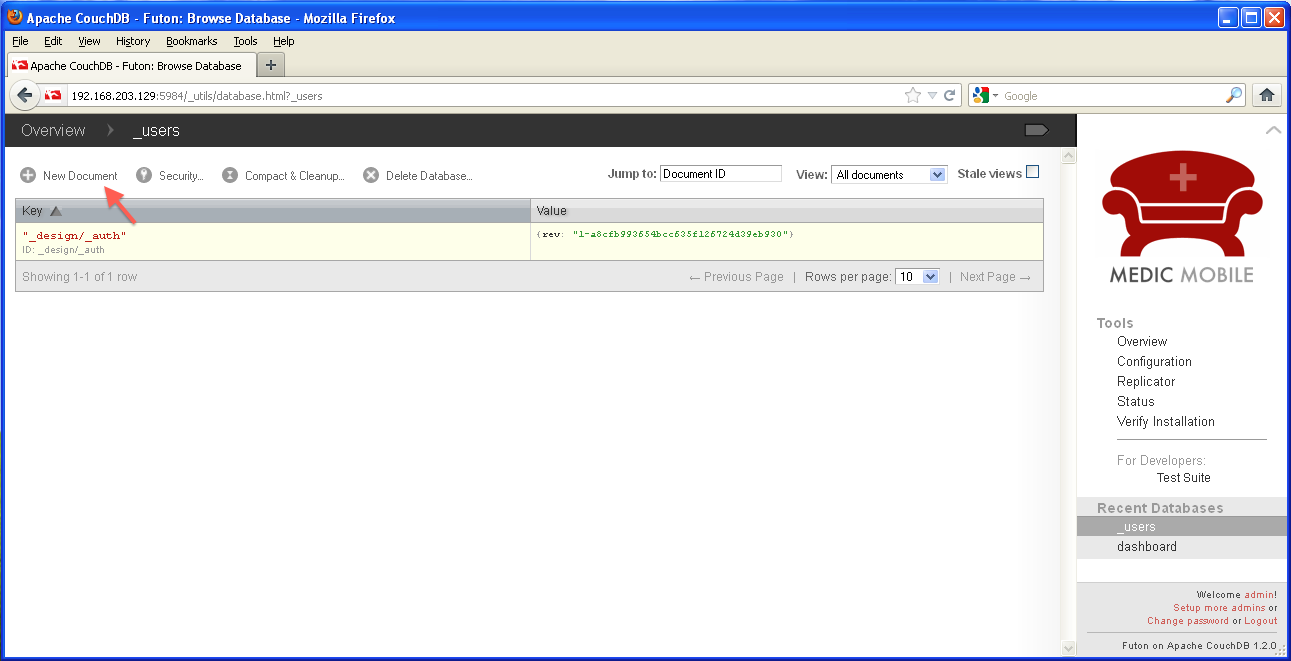 Apache CouchDB - Futon: Browse Database - Mozilla Firefox
File Edit View History Bookmarks Tools Help
Apache CouchDB - Futon: Browse Database
192.168.203.129:5984/_utils/database.html?_users
Google
Overview _users
New Document Security... Compact & Cleanup... Delete Database... Jump to: Document ID View: All documents Stale views
Key Value
"_design/_auth" {rev: "1-a8cfb993654bcc635f126724d39eb930"}
ID: _design/_auth
Showing 1-1 of 1 row ← Previous Page | Rows per page: 10 | Next Page →
MEDIC MOBILE
Tools
Overview
Configuration
Replicator
Status
Verify Installation
For Developers:
Test Suite
Recent Databases
_users
dashboard
Welcome admin!
Setup more admins or
Change password or Logout
Futon on Apache CouchDB 1.2.0